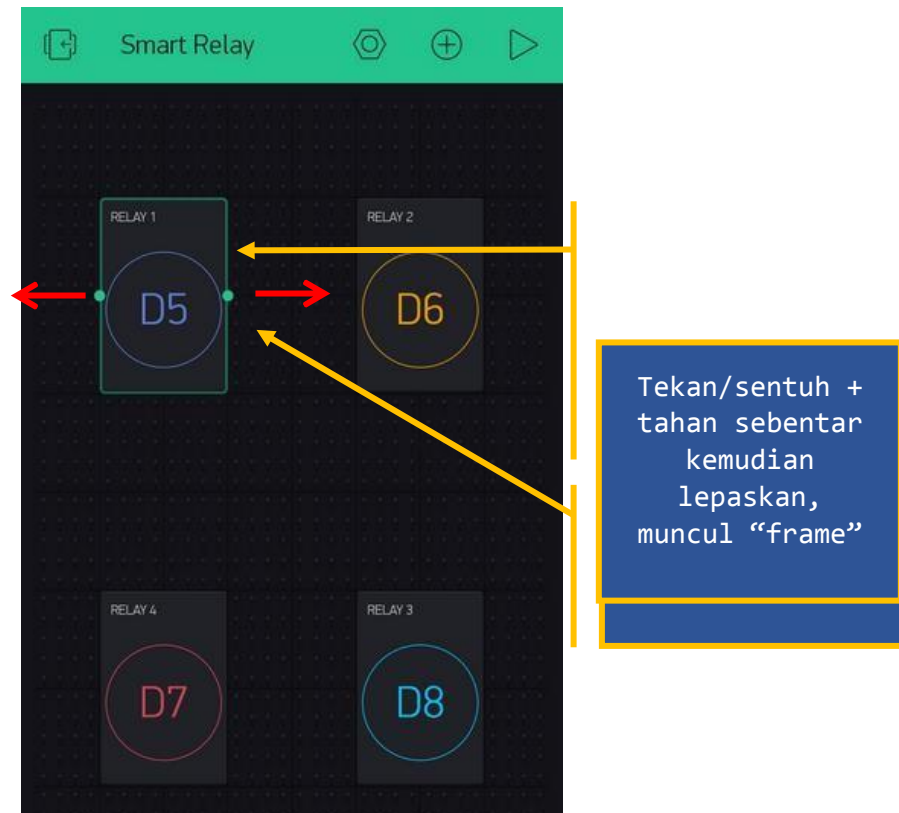 Smart Relay
RELAY 1
RELAY 2
D5
D6
Tekan/sentuh +
tahan sebentar
kemudian
lepaskan,
muncul “frame”
RELAY 4
RELAY 3
D7
D8